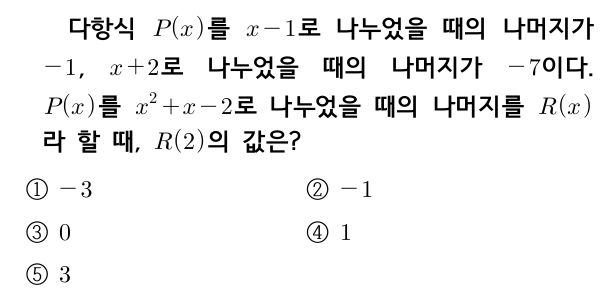 다항식 P(x)를 x－1로 나누었을 때의 나머지가
－1, x＋2로 나누었을 때의 나머지가 －7이다.
P(x)를 x²＋x－2로 나누었을 때의 나머지를 R(x)
라 할 때, R(2)의 값은?
① －3 ② －1
③ 0 ④ 1
⑤ 3